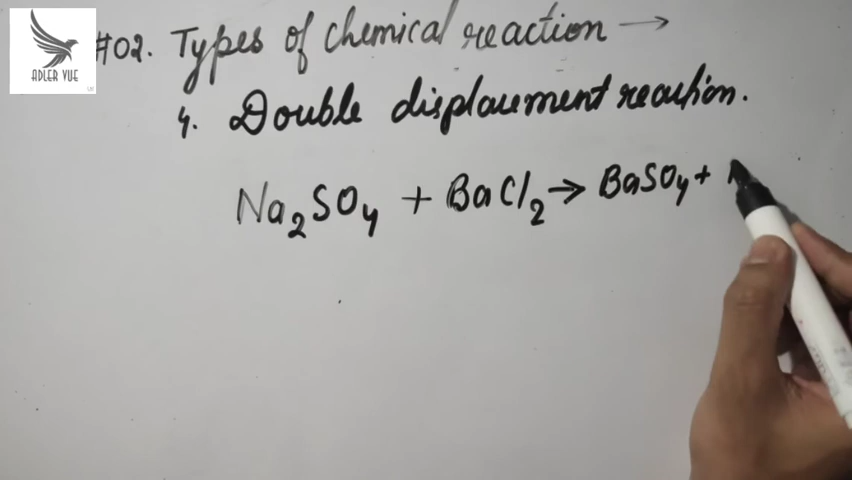 ADLER VUE
#02. Types of chemical reaction →
4. Double displacement reaction.
Na₂SO₄ + BaCl₂ → BaSO₄ +